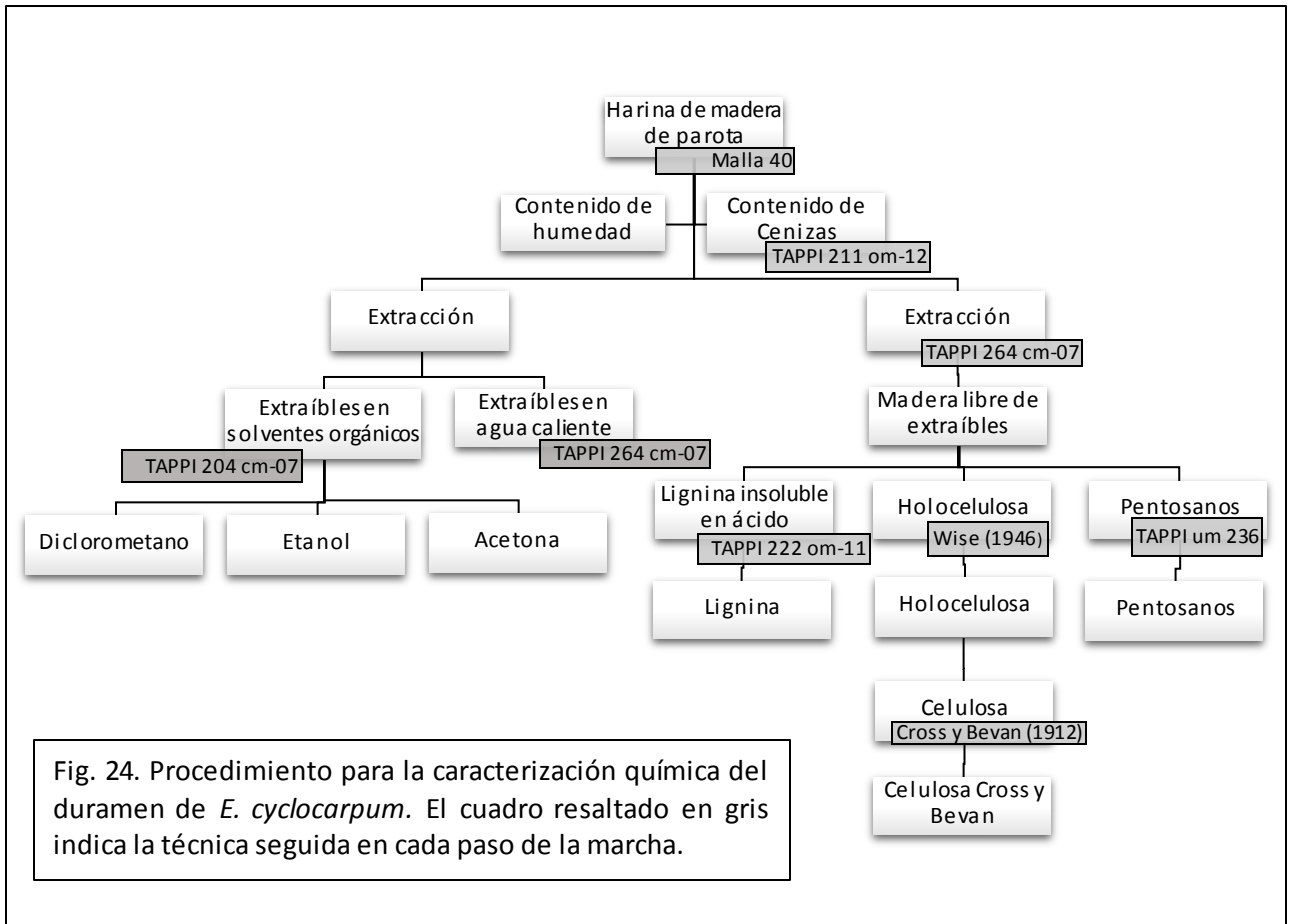 Harina de madera
de parota
Malla 40
Contenido de
humedad
Contenido de
Cenizas
TAPPI 211 om-12
Extracción
Extracción
TAPPI 264 cm-07
Extraíbles en
solventes orgánicos
TAPPI 204 cm-07
Extraíbles en
agua caliente
TAPPI 264 cm-07
Madera libre de
extraíbles
Diclorometano
Etanol
Acetona
Lignina insoluble
en ácido
TAPPI 222 om-11
Holocelulosa
Wise (1946)
Pentosanos
TAPPI um 236
Lignina
Holocelulosa
Pentosanos
Celulosa
Cross y Bevan (1912)
Celulosa Cross y
Bevan
Fig. 24. Procedimiento para la caracterización química del
duramen de E. cyclocarpum. El cuadro resaltado en gris
indica la técnica seguida en cada paso de la marcha.